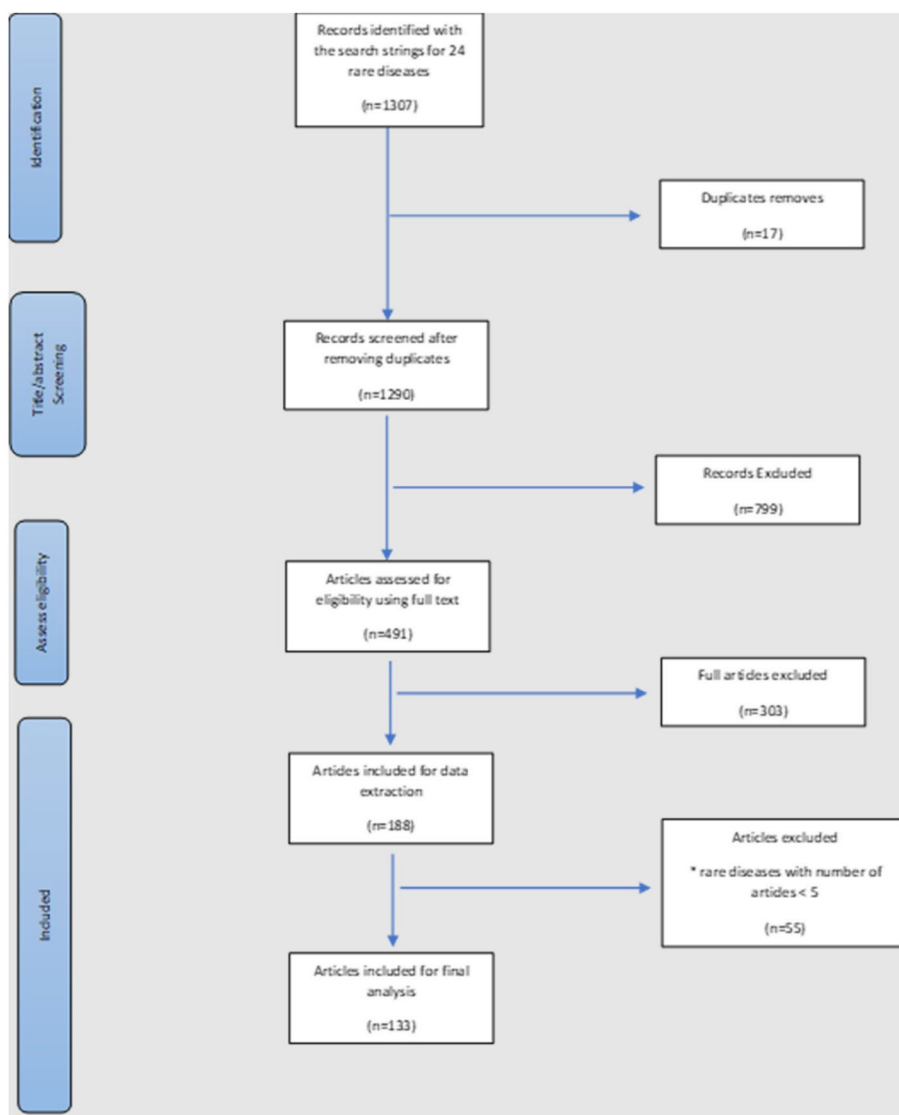 Identification
Records identified with
the search strings for 24
rare diseases
(n=1307)
Duplicates removes
(n=17)
Title/abstract
Screening
Records screened after
removing duplicates
(n=1290)
Records Excluded
(n=799)
Assess eligibility
Articles assessed for
eligibility using full text
(n=491)
Full articles excluded
(n=303)
Included
Articles included for data
extraction
(n=188)
Articles excluded
* rare diseases with number of
articles < 5
(n=55)
Articles included for final
analysis
(n=133)